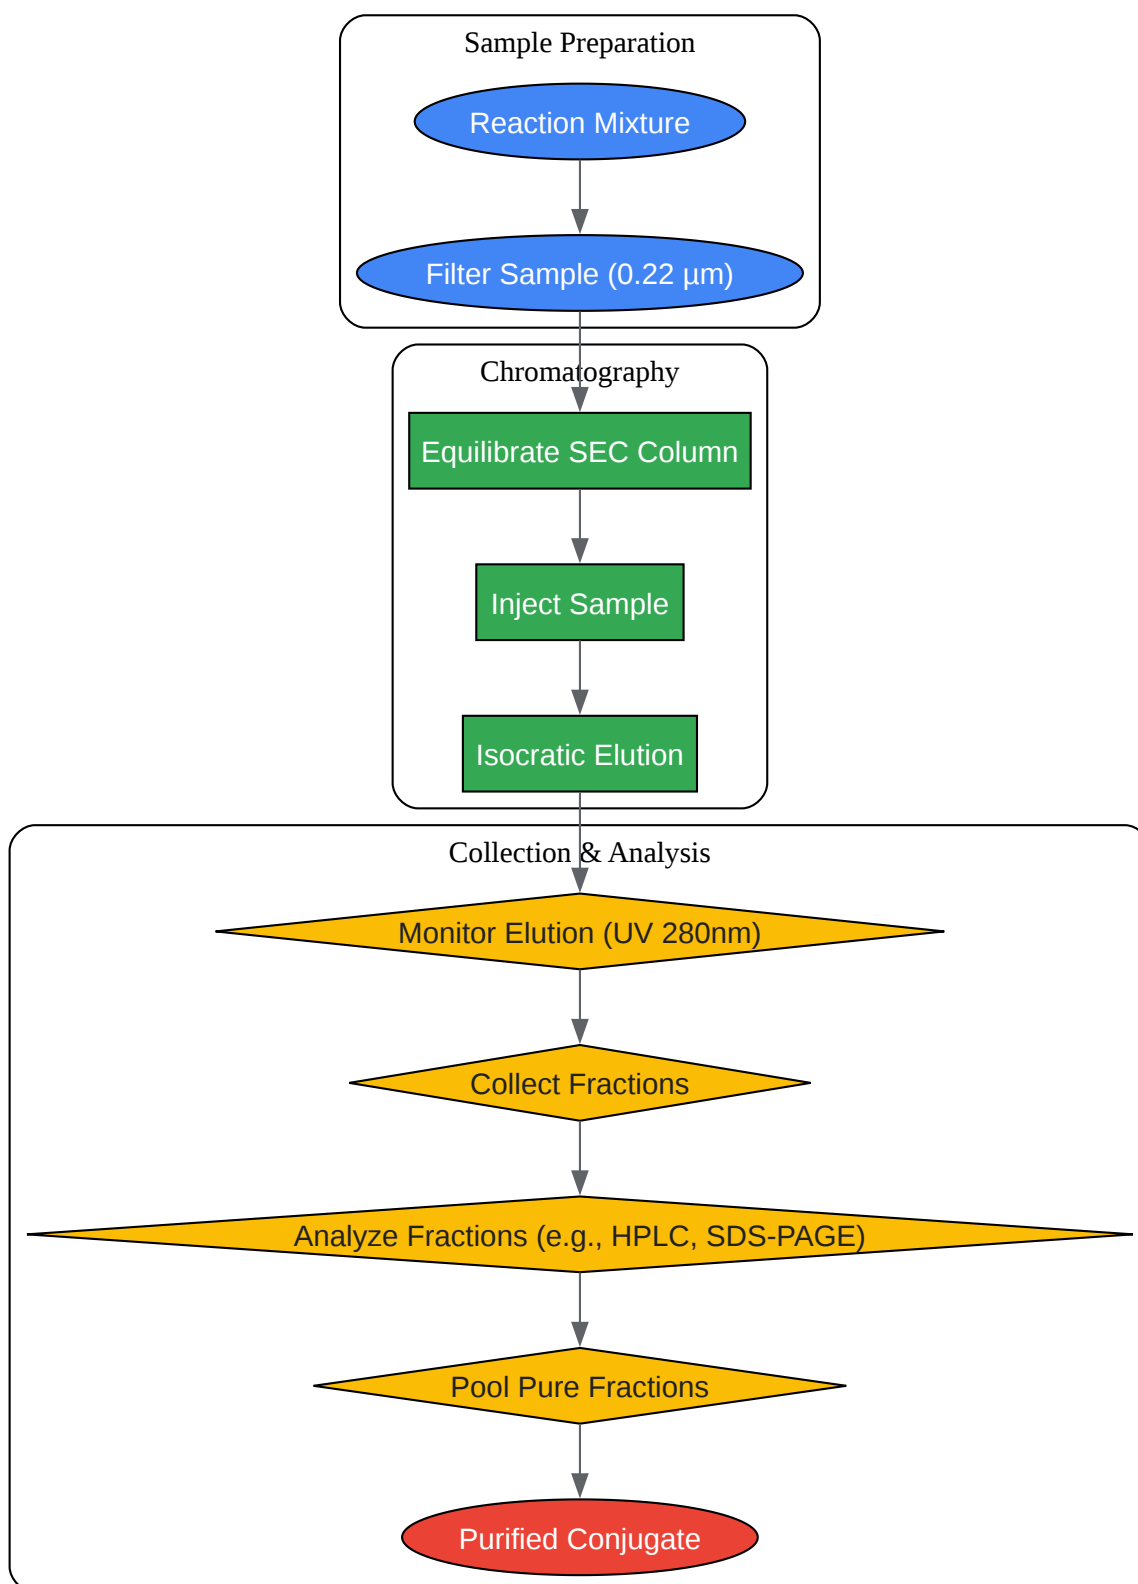 Sample Preparation
Reaction Mixture
Filter Sample (0.22 µm)
Chromatography
Equilibrate SEC Column
Inject Sample
Isocratic Elution
Collection & Analysis
Monitor Elution (UV 280nm)
Collect Fractions
Analyze Fractions (e.g., HPLC, SDS-PAGE)
Pool Pure Fractions
Purified Conjugate